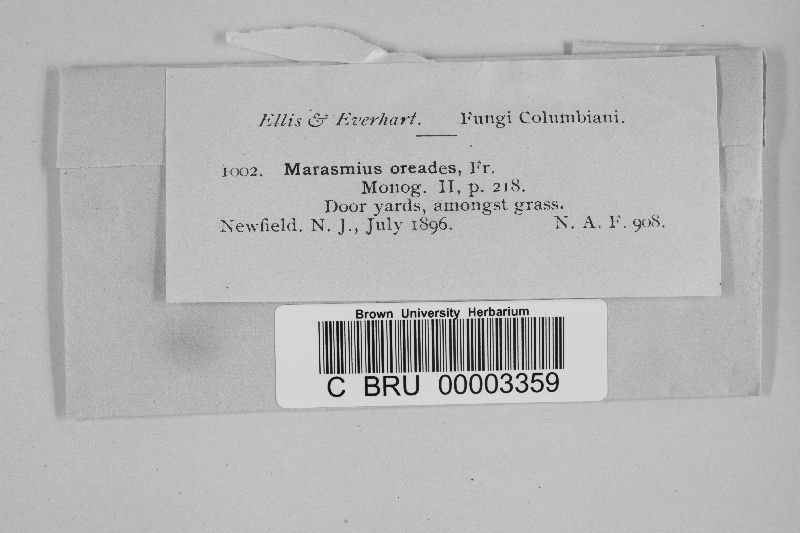 Ellis & Everhart. Fungi Columbiani.
1002. Marasmius oreades, Fr.
Monog. II, p. 218.
Door yards, amongst grass.
Newfield, N. J., July 1896. N. A. F. 908.
Brown University Herbarium
C BRU 00003359